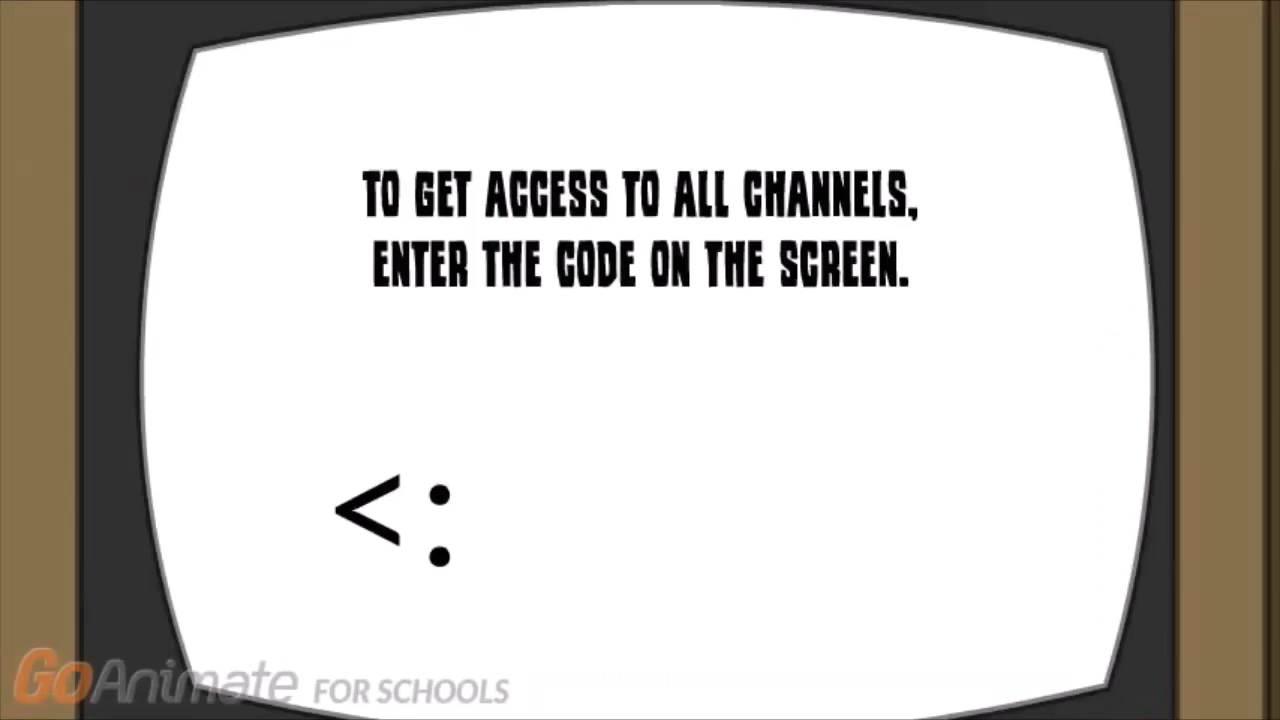 TO GET ACCESS TO ALL CHANNELS,
ENTER THE CODE ON THE SCREEN.
< :
GoAnimate FOR SCHOOLS